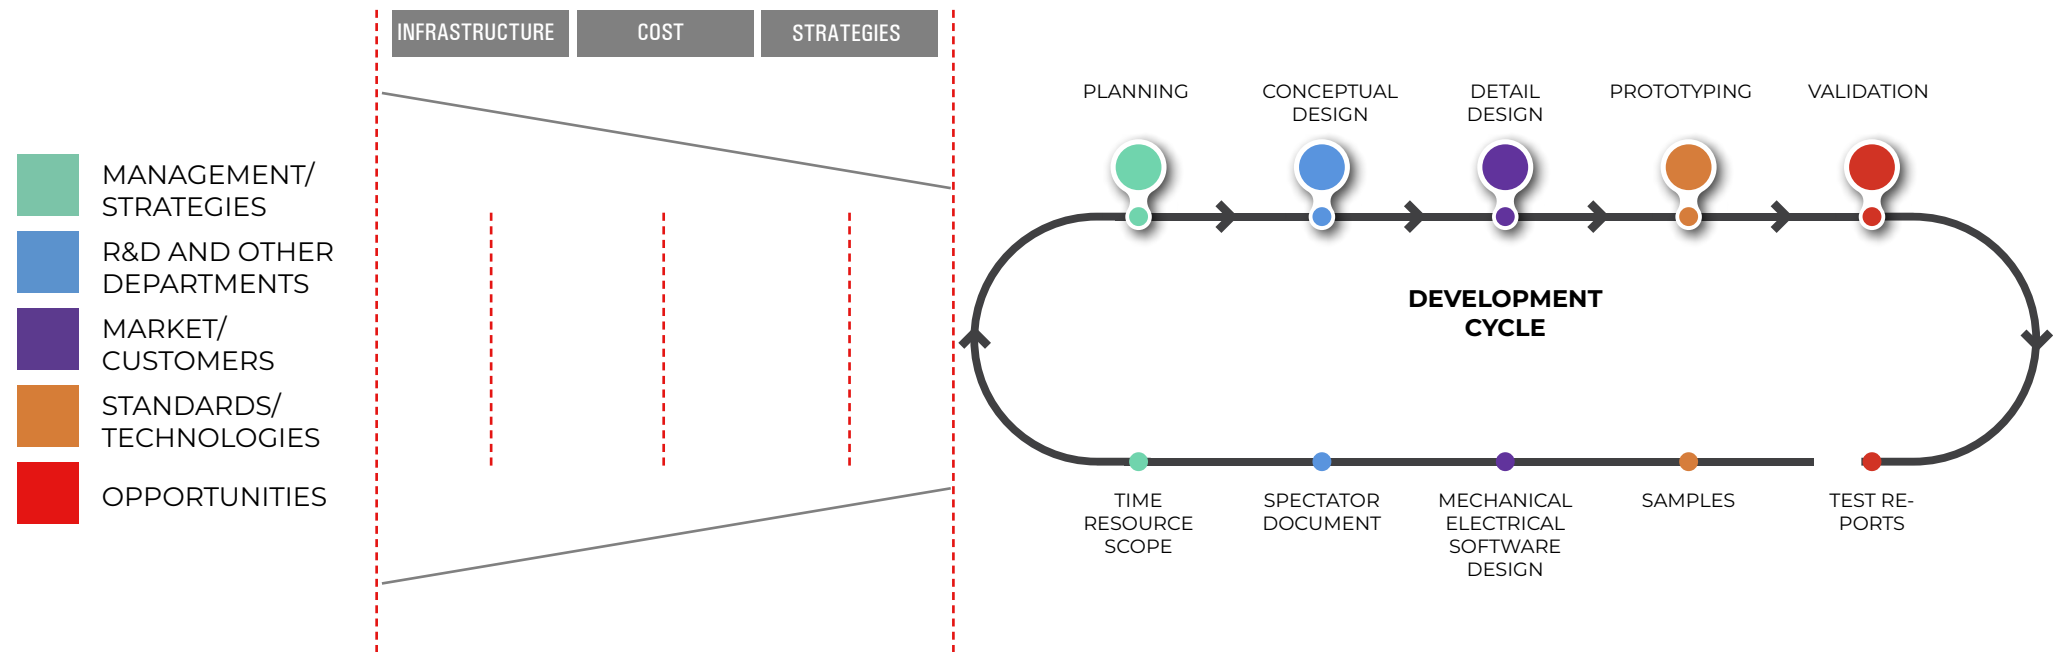 INFRASTRUCTURE
COST
STRATEGIES
MANAGEMENT/
STRATEGIES
R&D AND OTHER
DEPARTMENTS
MARKET/
CUSTOMERS
STANDARDS/
TECHNOLOGIES
OPPORTUNITIES
PLANNING
CONCEPTUAL
DESIGN
DETAIL
DESIGN
PROTOTYPING
VALIDATION
DEVELOPMENT
CYCLE
TIME
RESOURCE
SCOPE
SPECTATOR
DOCUMENT
MECHANICAL
ELECTRICAL
SOFTWARE
DESIGN
SAMPLES
TEST RE-
PORTS